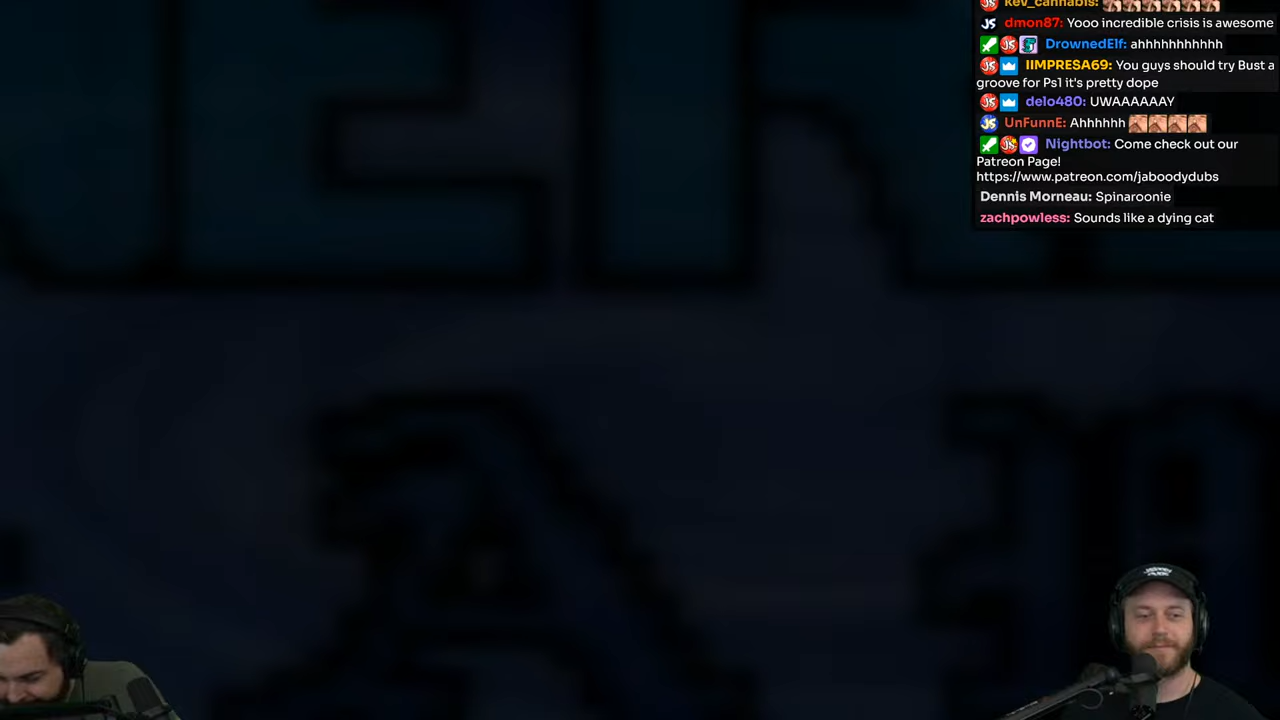 kev_cannabis:
dmon87: Yooo incredible crisis is awesome
DrownedElf: ahhhhhhhhhhh
IIMPRESA69: You guys should try Bust a
groove for Ps1 it's pretty dope
delo480: UWAAAAAY
UnFunnE: Ahhhhhh
Nightbot: Come check out our
Patreon Page!
https://www.patreon.com/jaboodydubs
Dennis Morneau: Spinaroonie
zachpowless: Sounds like a dying cat